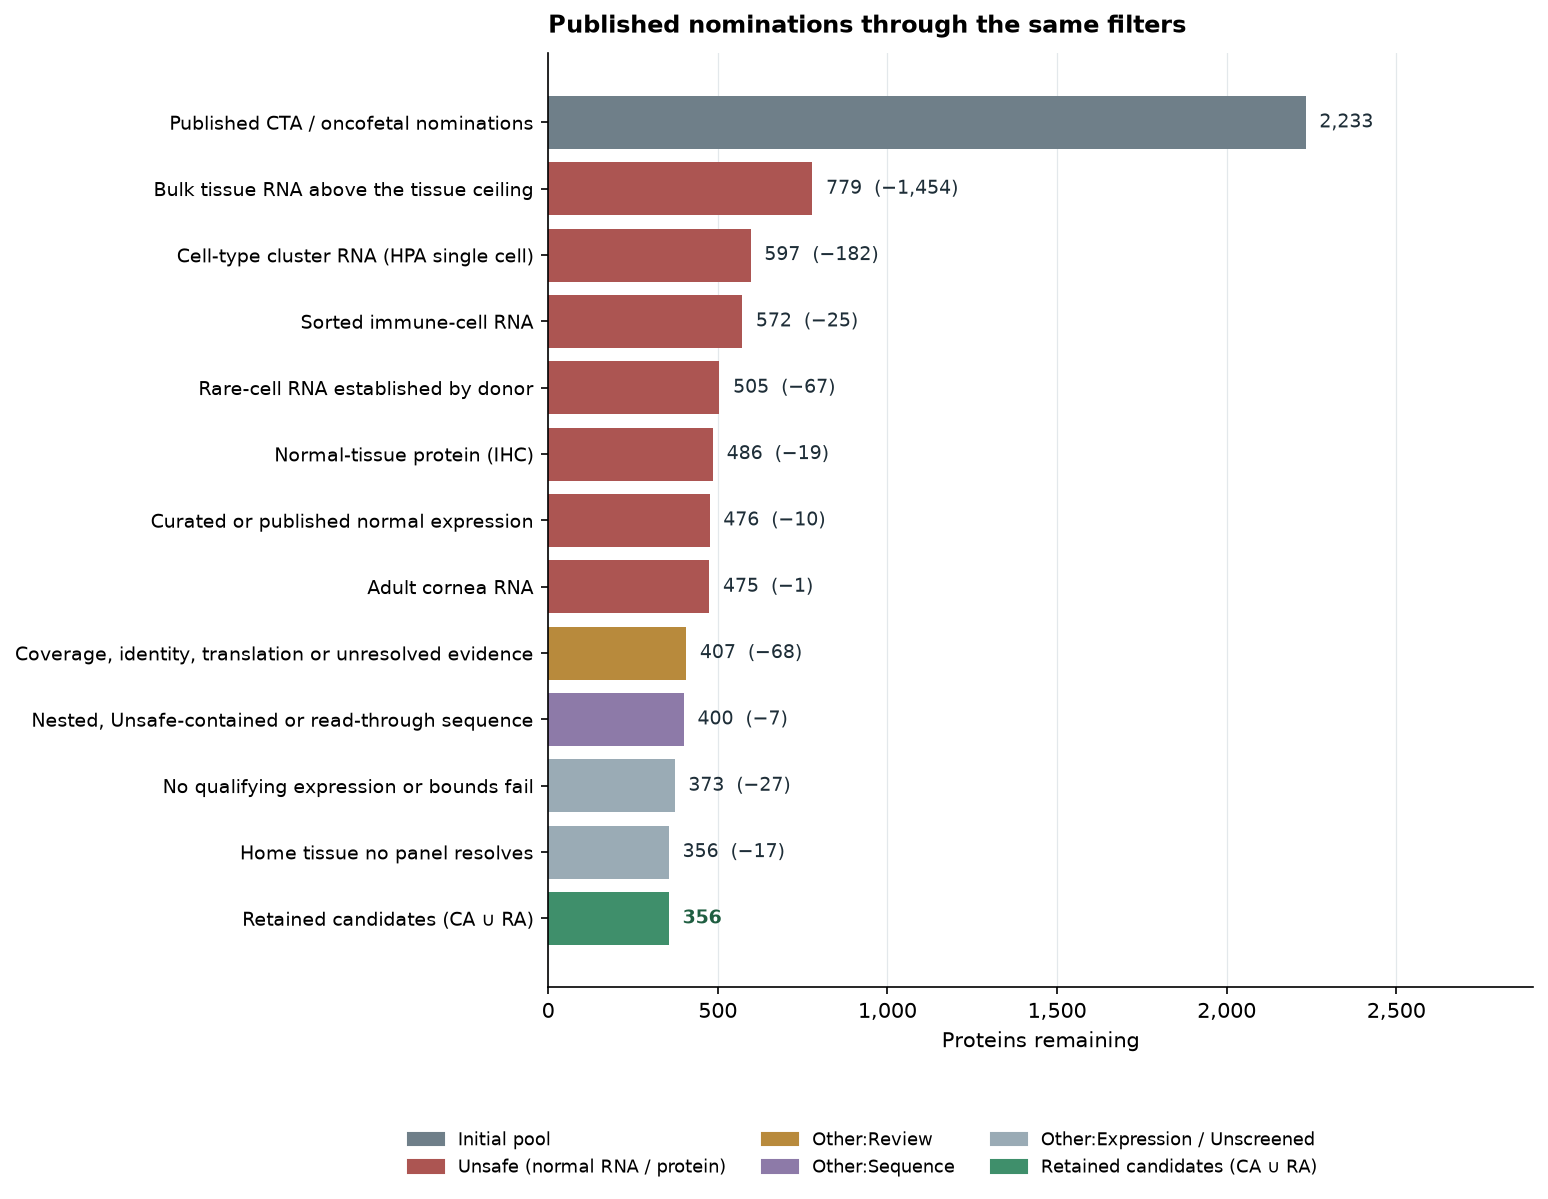 Published nominations through the same filters
Published CTA / oncofetal nominations 2,233
Bulk tissue RNA above the tissue ceiling 779 (−1,454)
Cell-type cluster RNA (HPA single cell) 597 (−182)
Sorted immune-cell RNA 572 (−25)
Rare-cell RNA established by donor 505 (−67)
Normal-tissue protein (IHC) 486 (−19)
Curated or published normal expression 476 (−10)
Adult cornea RNA 475 (−1)
Coverage, identity, translation or unresolved evidence 407 (−68)
Nested, Unsafe-contained or read-through sequence 400 (−7)
No qualifying expression or bounds fail 373 (−27)
Home tissue no panel resolves 356 (−17)
Retained candidates (CA ∪ RA) 356
0 500 1,000 1,500 2,000 2,500
Proteins remaining
Initial pool Other:Review Other:Expression / Unscreened
Unsafe (normal RNA / protein) Other:Sequence Retained candidates (CA ∪ RA)